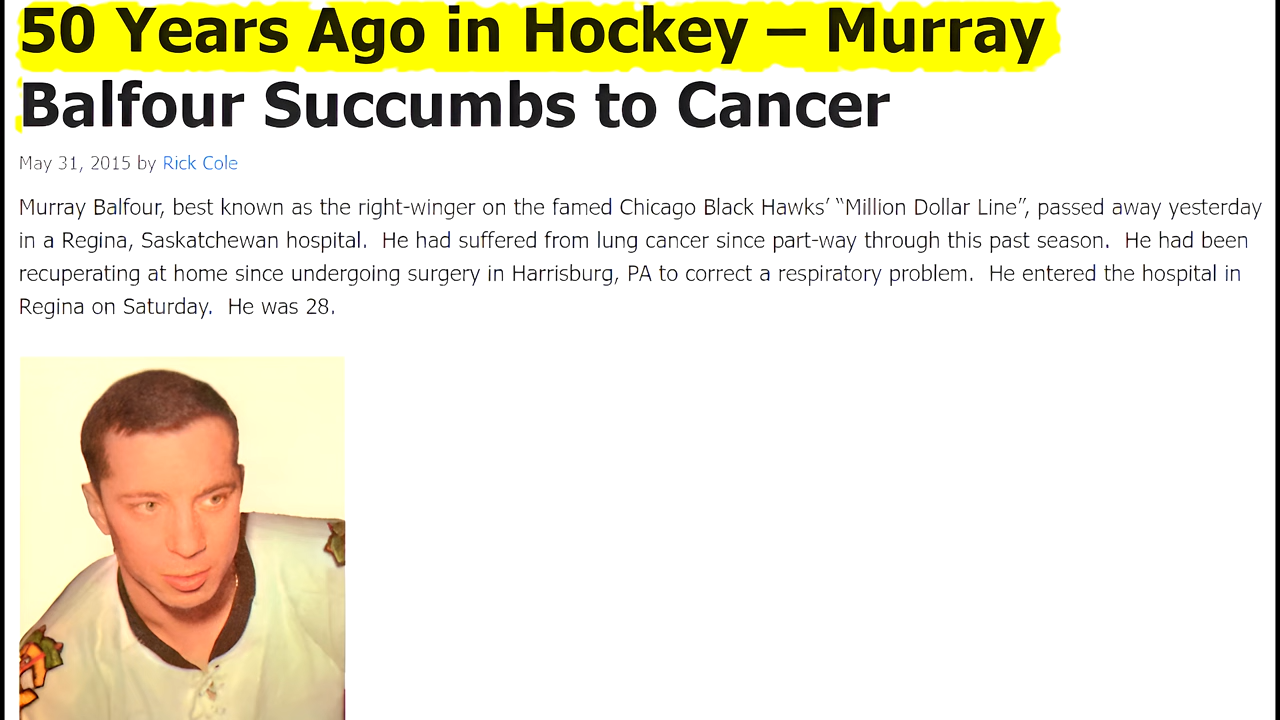 50 Years Ago in Hockey – Murray
Balfour Succumbs to Cancer
May 31, 2015 by Rick Cole
Murray Balfour, best known as the right-winger on the famed Chicago Black Hawks’ “Million Dollar Line”, passed away yesterday
in a Regina, Saskatchewan hospital.  He had suffered from lung cancer since part-way through this past season.  He had been
recuperating at home since undergoing surgery in Harrisburg, PA to correct a respiratory problem.  He entered the hospital in
Regina on Saturday.  He was 28.